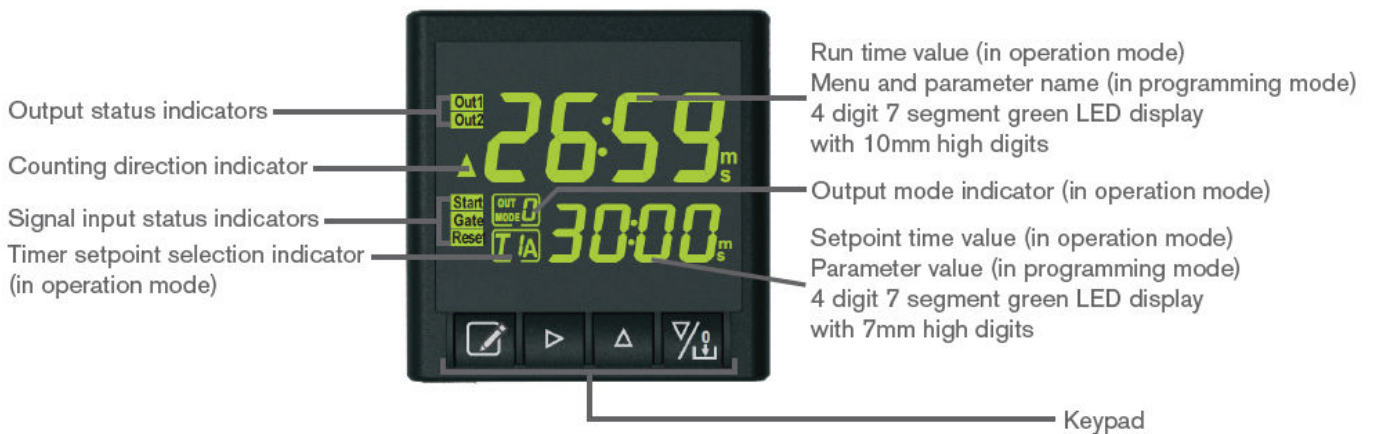 Output status indicators
Counting direction indicator
Signal input status indicators
Timer setpoint selection indicator
(in operation mode)
Out1
Out2
26:59
m
s
Start
Gate
Reset
OUT
MODE 0
T1A
30:00
m
s
0
Run time value (in operation mode)
Menu and parameter name (in programming mode)
4 digit 7 segment green LED display
with 10mm high digits
Output mode indicator (in operation mode)
Setpoint time value (in operation mode)
Parameter value (in programming mode)
4 digit 7 segment green LED display
with 7mm high digits
Keypad